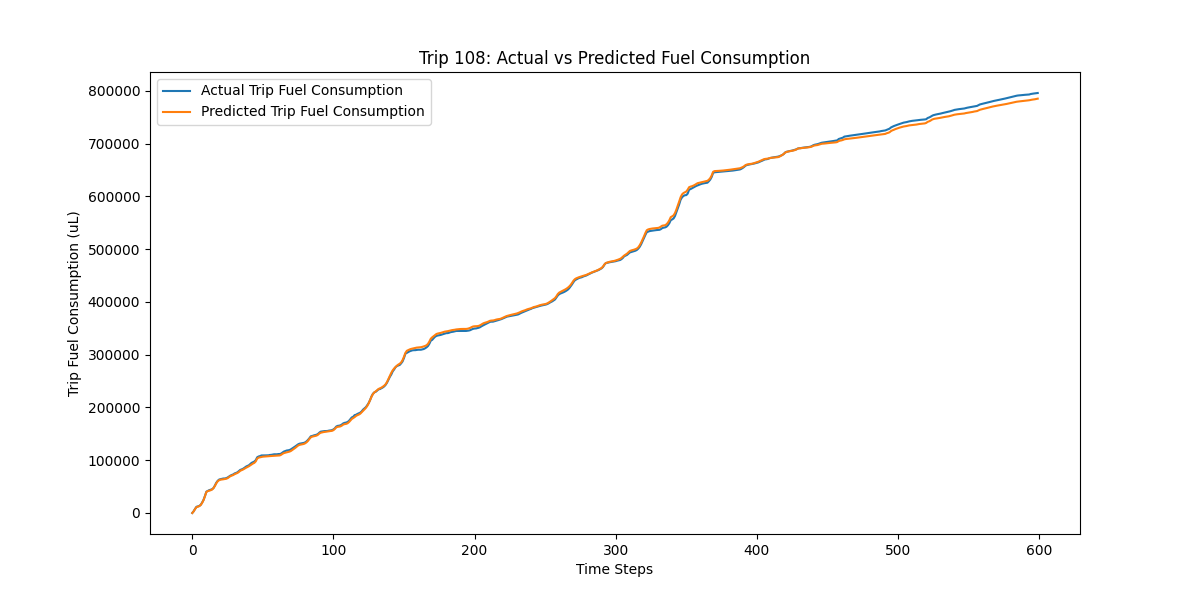 Trip 108: Actual vs Predicted Fuel Consumption
Actual Trip Fuel Consumption
Predicted Trip Fuel Consumption
Trip Fuel Consumption (uL)
800000
700000
600000
500000
400000
300000
200000
100000
0
0 100 200 300 400 500 600
Time Steps